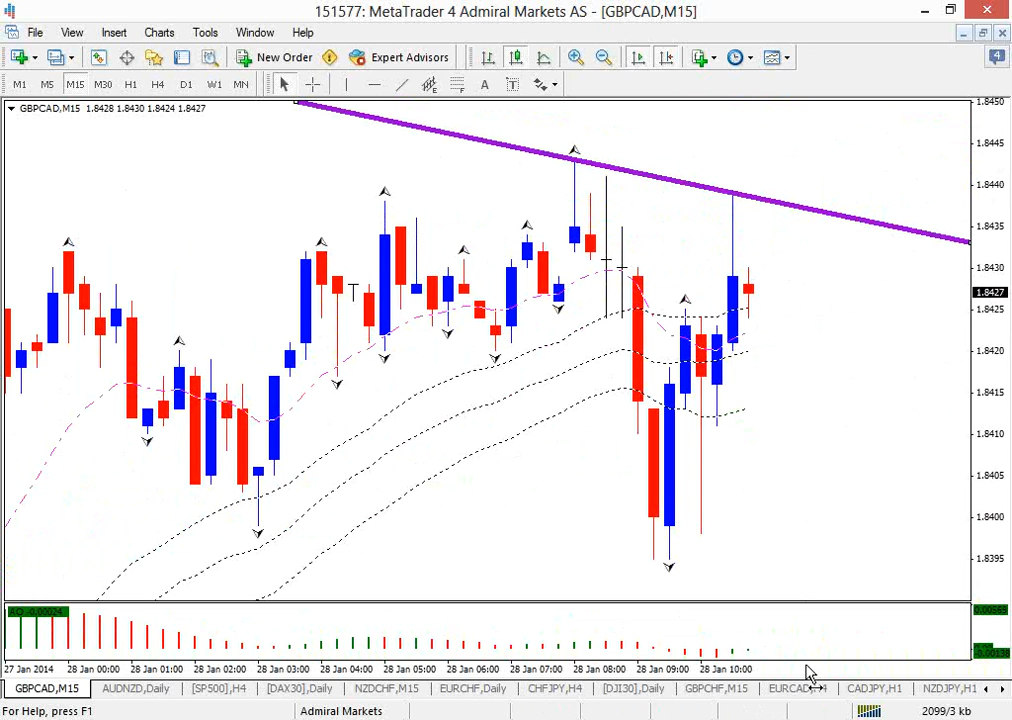 151577: MetaTrader 4 Admiral Markets AS - [GBPCAD,M15]
File View Insert Charts Tools Window Help
4
New Order Expert Advisors
M1 M5 M15 M30 H1 H4 D1 W1 MN
A T
GBPCAD,M15 1.8428 1.8430 1.8424 1.8427
1.8450
1.8445
1.8440
1.8435
1.8430
1.8427
1.8425
1.8420
1.8415
1.8410
1.8405
1.8400
1.8395
AO -0.00024
0.00565
0.00
-0.00138
27 Jan 2014 28 Jan 00:00 28 Jan 01:00 28 Jan 02:00 28 Jan 03:00 28 Jan 04:00 28 Jan 05:00 28 Jan 06:00 28 Jan 07:00 28 Jan 08:00 28 Jan 09:00 28 Jan 10:00
GBPCAD,M15 AUDNZD,Daily [SP500],H4 [DAX30],Daily NZDCHF,M15 EURCHF,Daily CHFJPY,H4 [DJI30],Daily GBPCHF,M15 CADJPY,H1 NZDJPY,H1
For Help, press F1 Admiral Markets 2099/3 kb